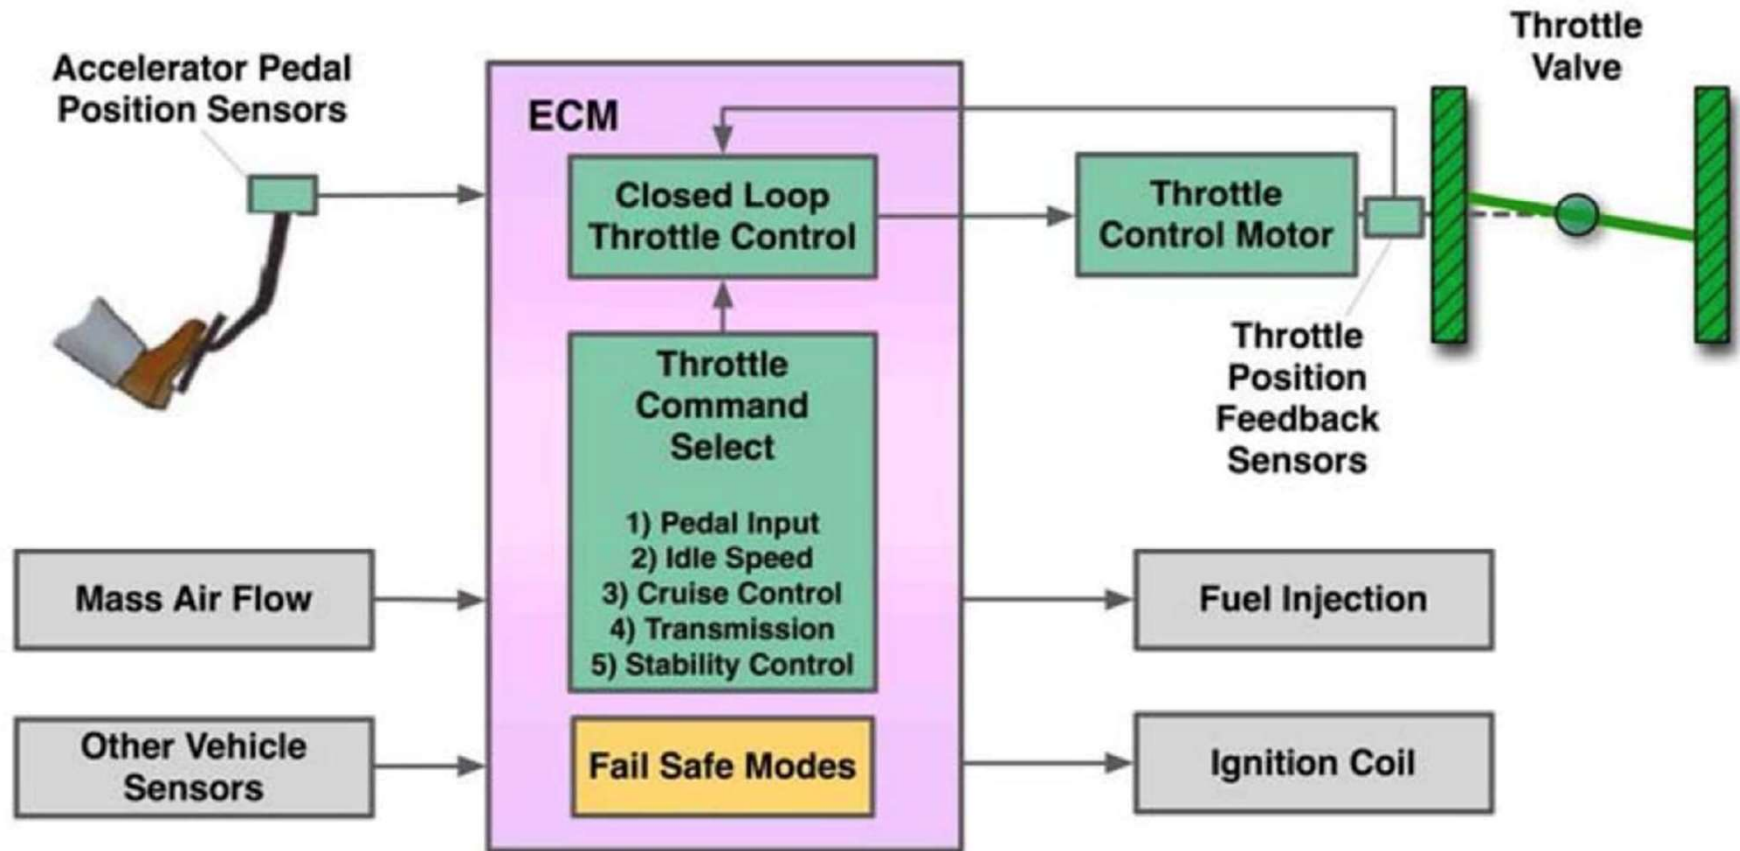 Accelerator Pedal
Position Sensors
ECM
Closed Loop
Throttle Control
Throttle
Command
Select
1) Pedal Input
2) Idle Speed
3) Cruise Control
4) Transmission
5) Stability Control
Fail Safe Modes
Mass Air Flow
Other Vehicle
Sensors
Throttle
Control Motor
Throttle
Valve
Throttle
Position
Feedback
Sensors
Fuel Injection
Ignition Coil